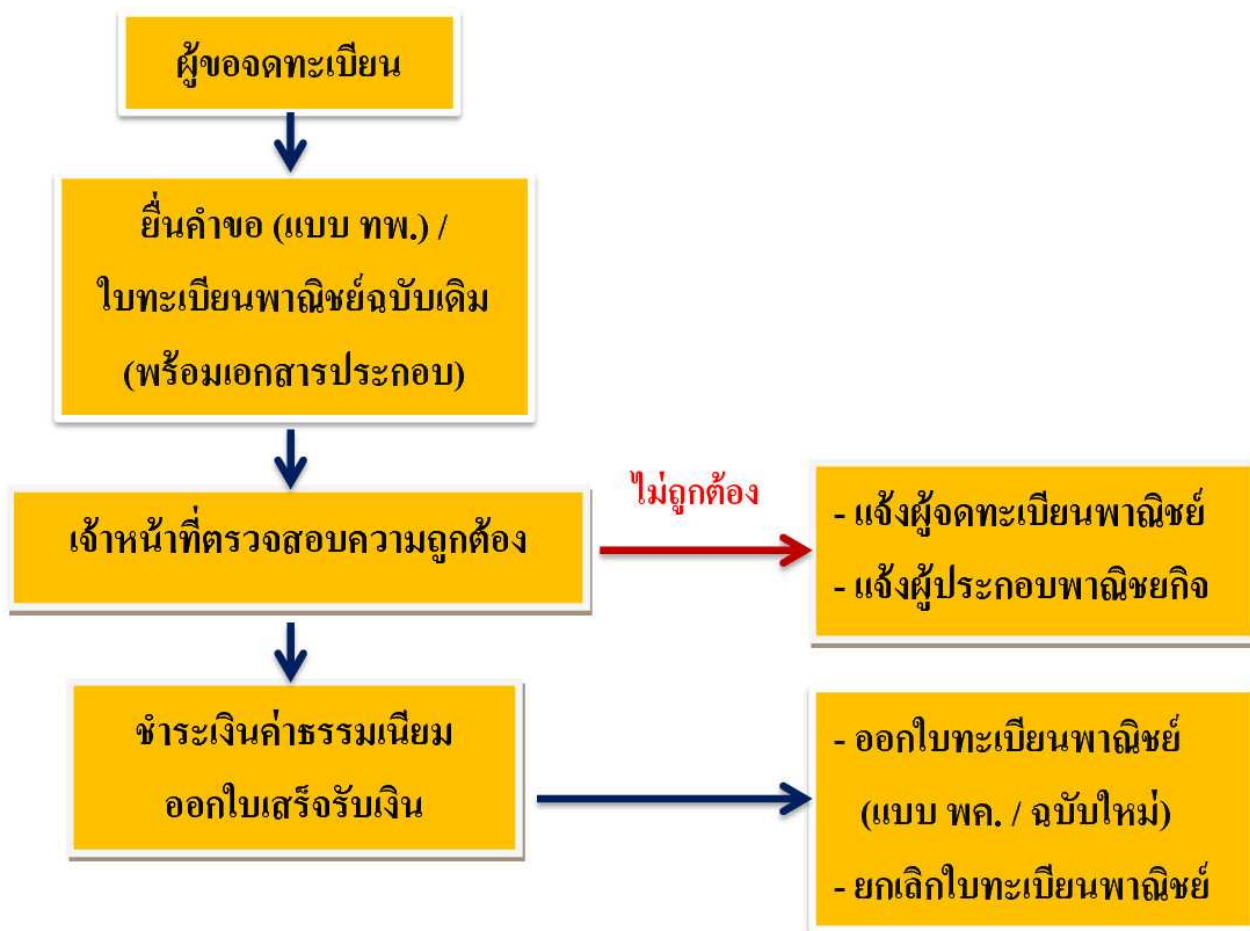 ผู้ขอจดทะเบียน
ยื่นคำขอ (แบบ ทพ.) /
ใบทะเบียนพาณิชย์ฉบับเดิม
(พร้อมเอกสารประกอบ)
เจ้าหน้าที่ตรวจสอบความถูกต้อง
ไม่ถูกต้อง
- แจ้งผู้จดทะเบียนพาณิชย์
- แจ้งผู้ประกอบพาณิชยกิจ
ชำระเงินค่าธรรมเนียม
ออกใบเสร็จรับเงิน
- ออกใบทะเบียนพาณิชย์
(แบบ พค. / ฉบับใหม่)
- ยกเลิกใบทะเบียนพาณิชย์